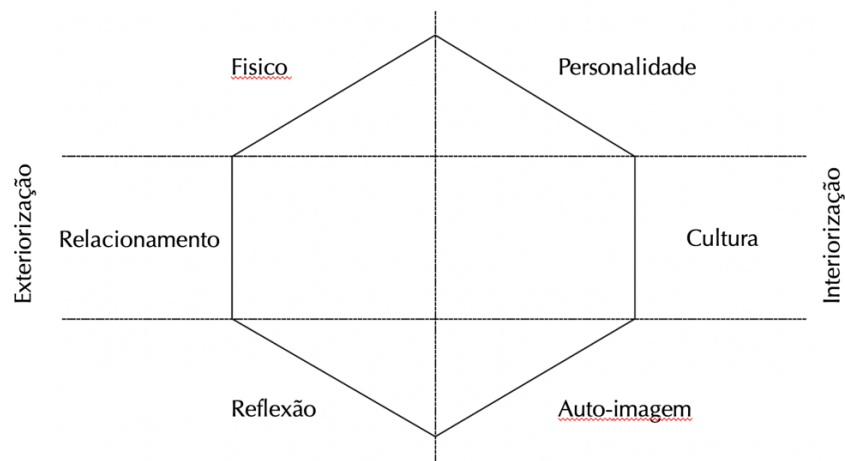 Fisico
Personalidade
Exteriorização
Relacionamento
Cultura
Interiorização
Reflexão
Auto-imagem